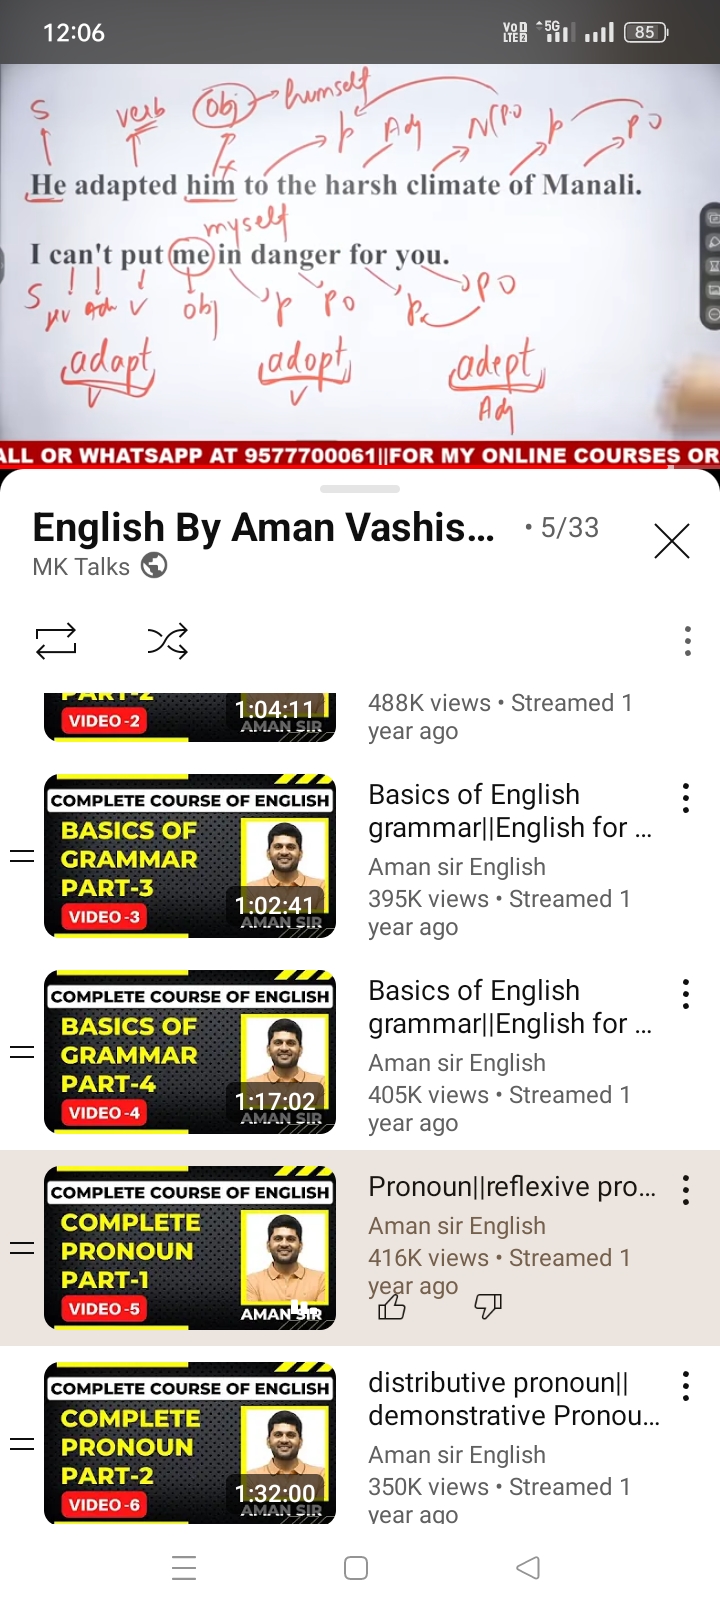 12:06
Vo D LTE 2 5G 85
S verb obj → himself p Adj N(P.O p P O
He adapted him to the harsh climate of Manali.
myself
I can't put me in danger for you.
S HV adv v obj p PO p PO
adapt adopt adept
V V Adj
ALL OR WHATSAPP AT 9577700061||FOR MY ONLINE COURSES OR
English By Aman Vashis... • 5/33
MK Talks
PART-2
VIDEO-2
1:04:11
AMAN SIR
488K views • Streamed 1
year ago
COMPLETE COURSE OF ENGLISH
BASICS OF
GRAMMAR
PART-3
VIDEO-3
1:02:41
AMAN SIR
Basics of English
grammar||English for ...
Aman sir English
395K views • Streamed 1
year ago
COMPLETE COURSE OF ENGLISH
BASICS OF
GRAMMAR
PART-4
VIDEO-4
1:17:02
AMAN SIR
Basics of English
grammar||English for ...
Aman sir English
405K views • Streamed 1
year ago
COMPLETE COURSE OF ENGLISH
COMPLETE
PRONOUN
PART-1
VIDEO-5
AMAN SIR
Pronoun||reflexive pro...
Aman sir English
416K views • Streamed 1
year ago
COMPLETE COURSE OF ENGLISH
COMPLETE
PRONOUN
PART-2
VIDEO-6
1:32:00
AMAN SIR
distributive pronoun||
demonstrative Pronou...
Aman sir English
350K views • Streamed 1
year ago